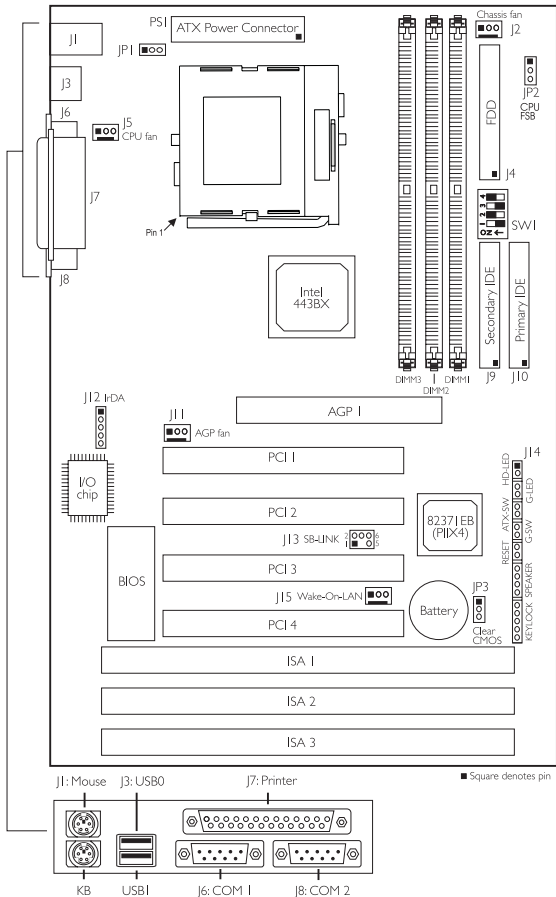 J1
PS1
ATX Power Connector
JP1
Chassis fan
J2
J3
JP2
CPU
FSB
FDD
J6
J5
CPU fan
J4
J7
ON ↑
1 2 3 4
SW1
Pin 1
J8
Intel
443BX
Secondary IDE
Primary IDE
DIMM3
DIMM2
DIMM1
J9
J10
J12 IrDA
AGP 1
J11
AGP fan
J14
PCI 1
HD-LED
G-LED
I/O
chip
PCI 2
82371EB
(PIIX4)
ATX-SW
G-SW
J13 SB-LINK
2 6
1 5
RESET
BIOS
PCI 3
SPEAKER
J15 Wake-On-LAN
Battery
JP3
PCI 4
Clear
CMOS
KEYLOCK
ISA 1
ISA 2
ISA 3
■ Square denotes pin
J1: Mouse
J3: USB0
J7: Printer
KB
USB1
J6: COM 1
J8: COM 2